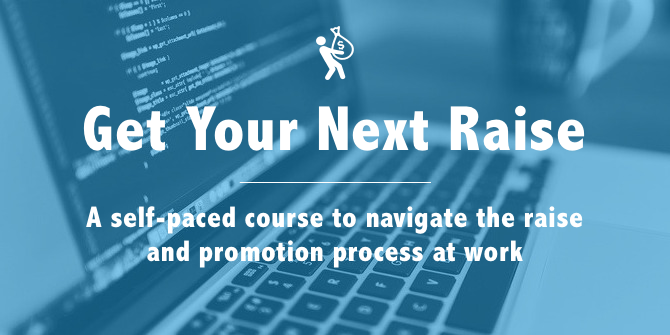 $
Get Your Next Raise
A self-paced course to navigate the raise
and promotion process at work